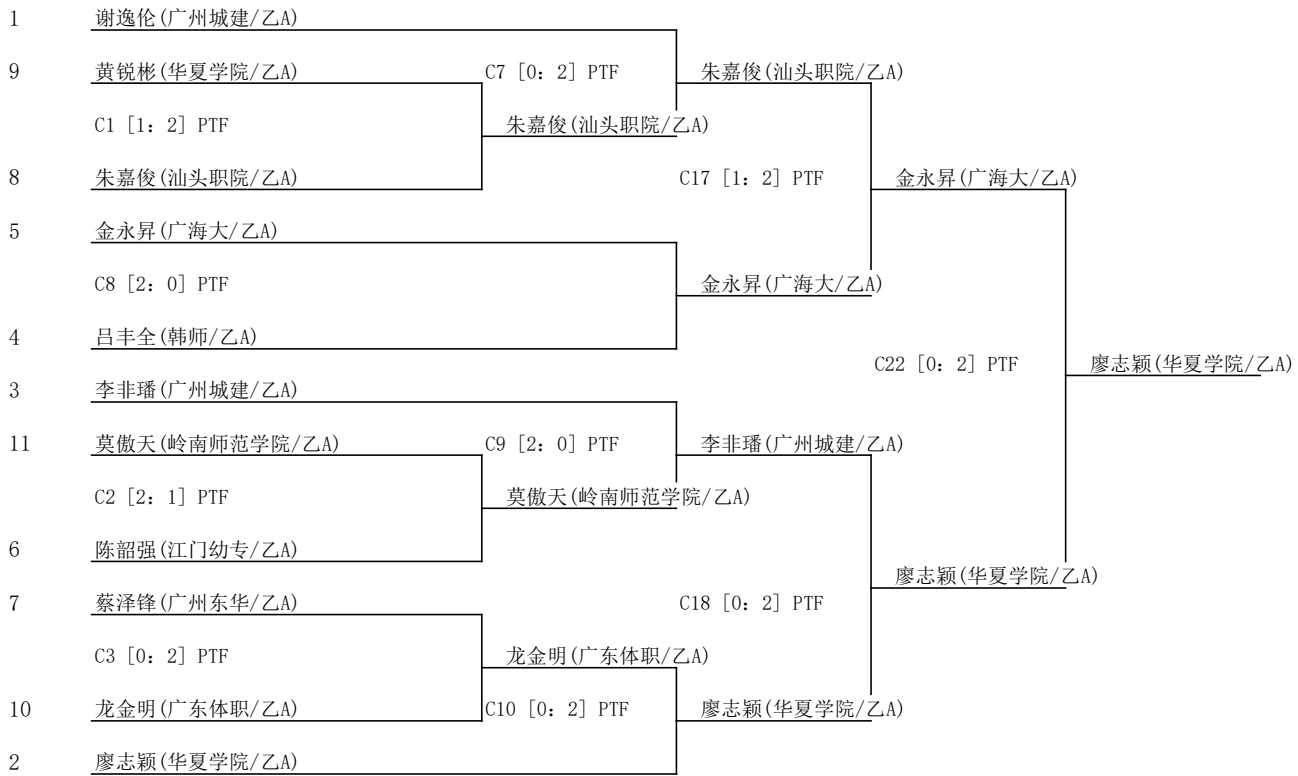 1 谢逸伦(广州城建/乙A)
9 黄锐彬(华夏学院/乙A) C7 [0: 2] PTF 朱嘉俊(汕头职院/乙A)
C1 [1: 2] PTF 朱嘉俊(汕头职院/乙A)
8 朱嘉俊(汕头职院/乙A) C17 [1: 2] PTF 金永昇(广海大/乙A)
5 金永昇(广海大/乙A)
C8 [2: 0] PTF 金永昇(广海大/乙A)
4 吕丰全(韩师/乙A)
C22 [0: 2] PTF 廖志颖(华夏学院/乙A)
3 李非璠(广州城建/乙A)
11 莫傲天(岭南师范学院/乙A) C9 [2: 0] PTF 李非璠(广州城建/乙A)
C2 [2: 1] PTF 莫傲天(岭南师范学院/乙A)
6 陈韶强(江门幼专/乙A)
廖志颖(华夏学院/乙A)
7 蔡泽锋(广州东华/乙A) C18 [0: 2] PTF
C3 [0: 2] PTF 龙金明(广东体职/乙A)
10 龙金明(广东体职/乙A) C10 [0: 2] PTF 廖志颖(华夏学院/乙A)
2 廖志颖(华夏学院/乙A)